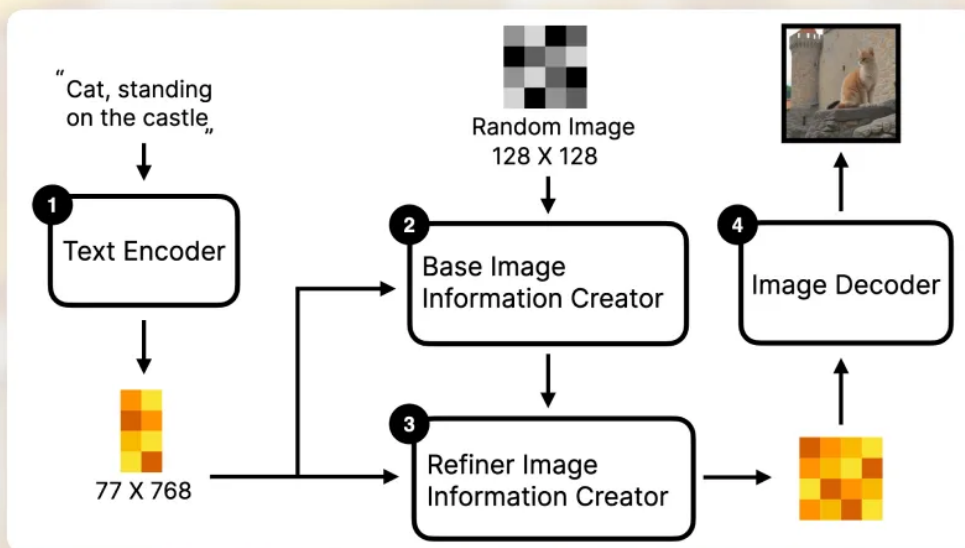 “Cat, standing
on the castle”
1
Text Encoder
77 X 768
Random Image
128 X 128
2
Base Image
Information Creator
3
Refiner Image
Information Creator
4
Image Decoder